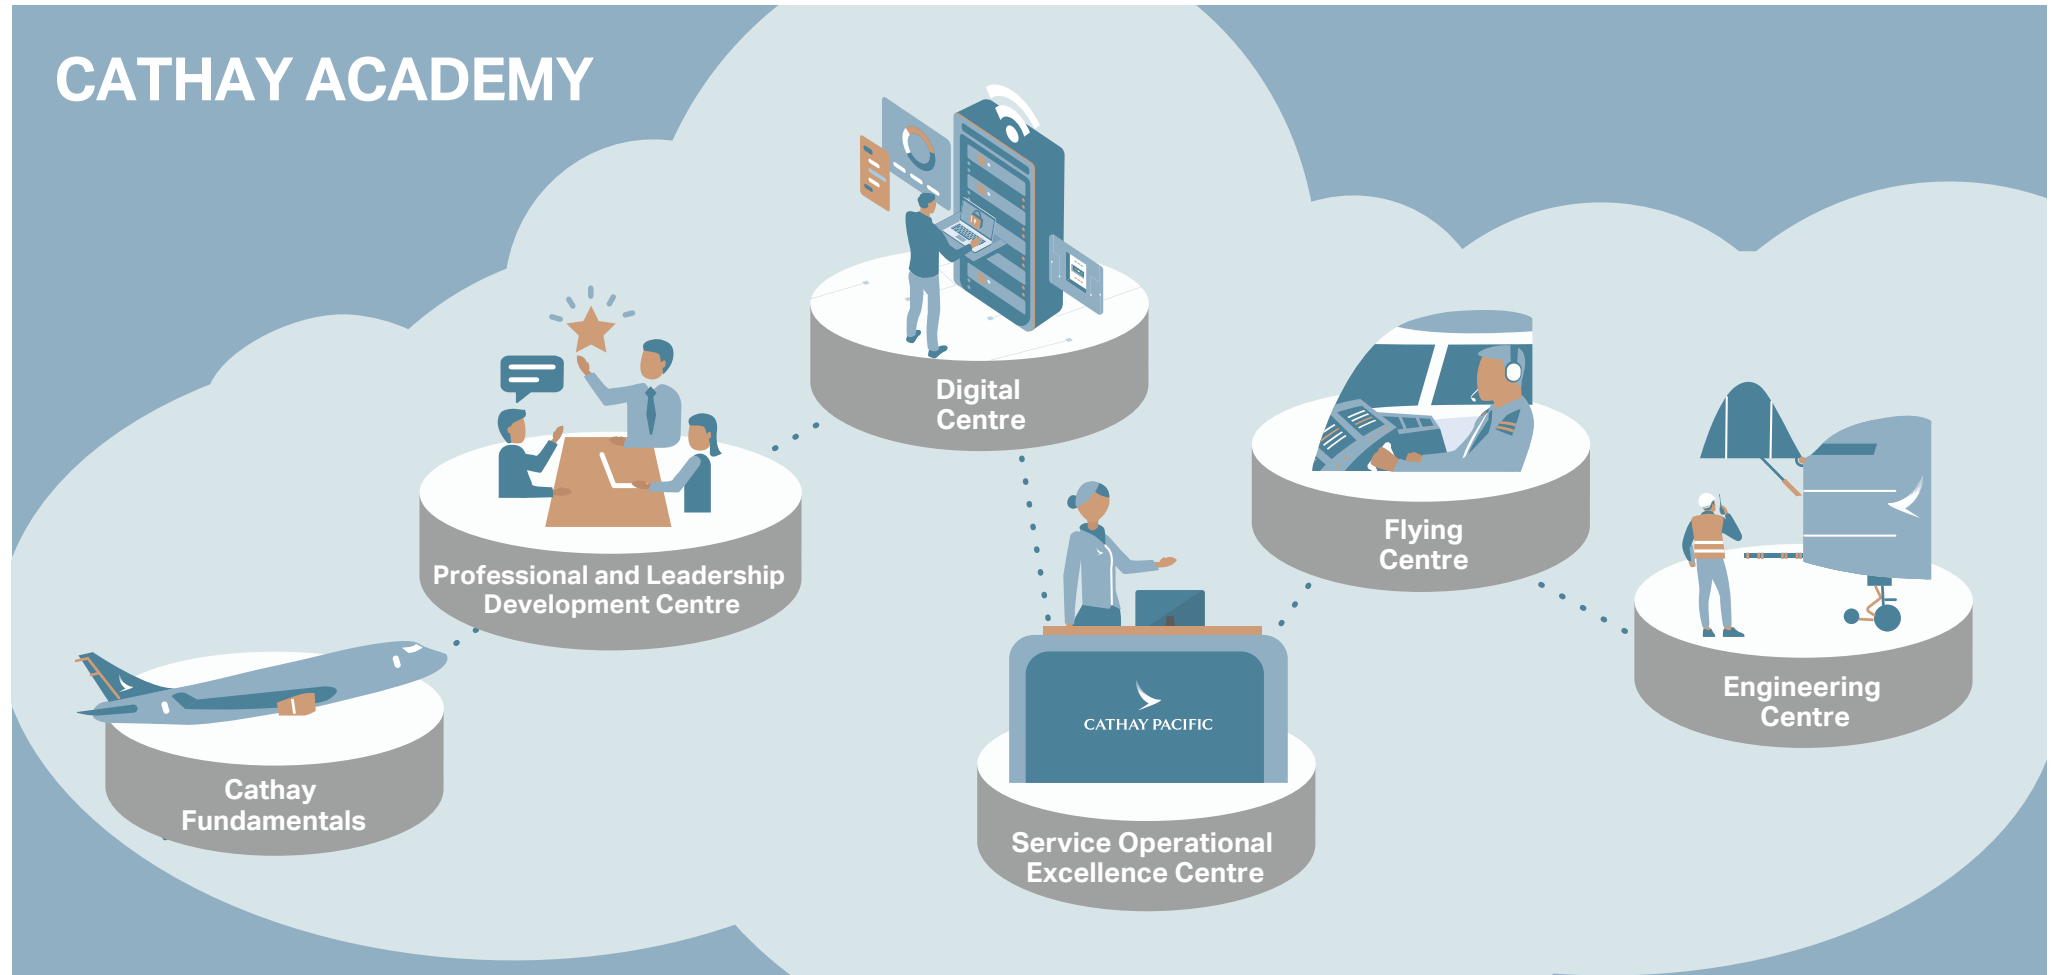 CATHAY ACADEMY
Digital
Centre
Professional and Leadership
Development Centre
Flying
Centre
Engineering
Centre
CATHAY PACIFIC
Cathay
Fundamentals
Service Operational
Excellence Centre